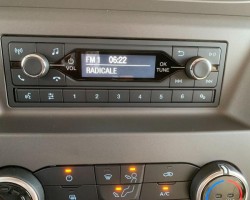 FM 1 06:22
RADICALE
VOL
OK
TUNE
1 2 3 4 5 6
A/C